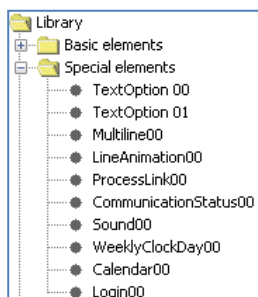 Library
Basic elements
Special elements
TextOption 00
TextOption 01
Multiline00
LineAnimation00
ProcessLink00
CommunicationStatus00
Sound00
WeeklyClockDay00
Calendar00
Login00